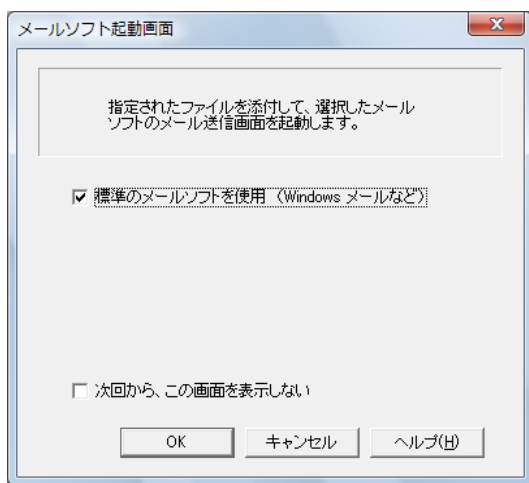 メールソフト起動画面
指定されたファイルを添付して、選択したメール
ソフトのメール送信画面を起動します。
標準のメールソフトを使用 （Windows メールなど）
次回から、この画面を表示しない
OK キャンセル ヘルプ(H)